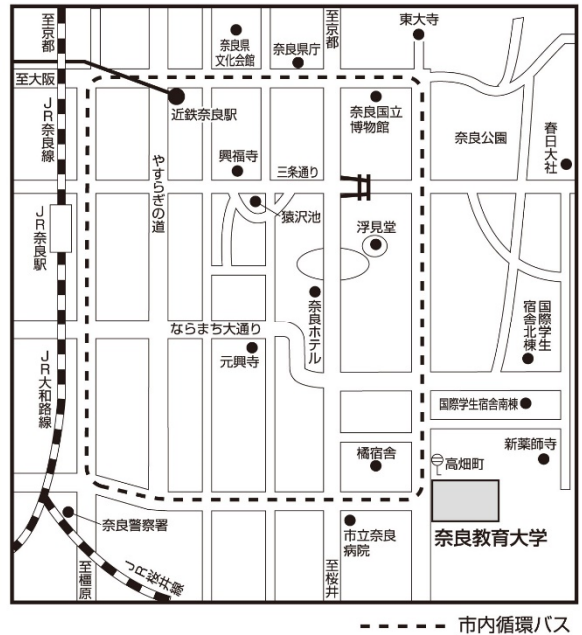 至京都
至京都
東大寺
奈良県
文化会館
奈良県庁
至大阪
近鉄奈良駅
奈良国立
博物館
奈良公園
JR奈良線
春日大社
やすらぎの道
興福寺
三条通り
猿沢池
浮見堂
JR奈良駅
奈良ホテル
国際学生
宿舎北棟
ならまち大通り
元興寺
JR大和路線
国際学生宿舎南棟
橘宿舎
高畑町
新薬師寺
奈良警察署
市立奈良
病院
奈良教育大学
至橿原
JR桜井線
至桜井
市内循環バス